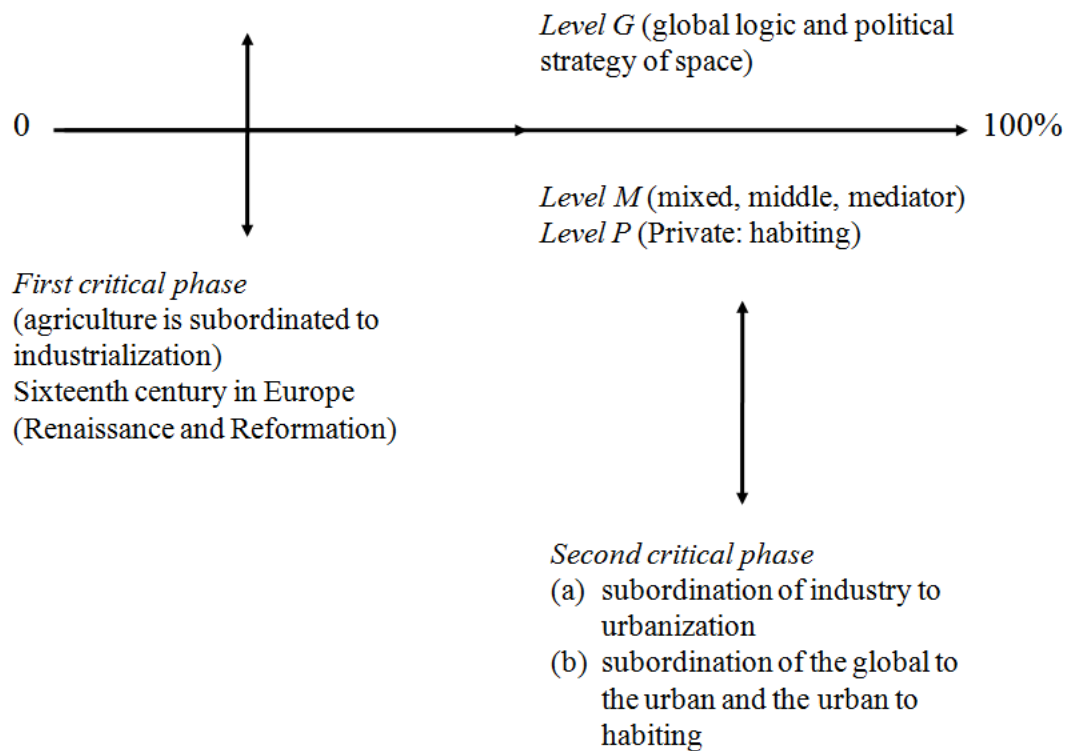 Level G (global logic and political
strategy of space)
0
100%
Level M (mixed, middle, mediator)
Level P (Private: habiting)
First critical phase
(agriculture is subordinated to
industrialization)
Sixteenth century in Europe
(Renaissance and Reformation)
Second critical phase
(a) subordination of industry to
urbanization
(b) subordination of the global to
the urban and the urban to
habiting